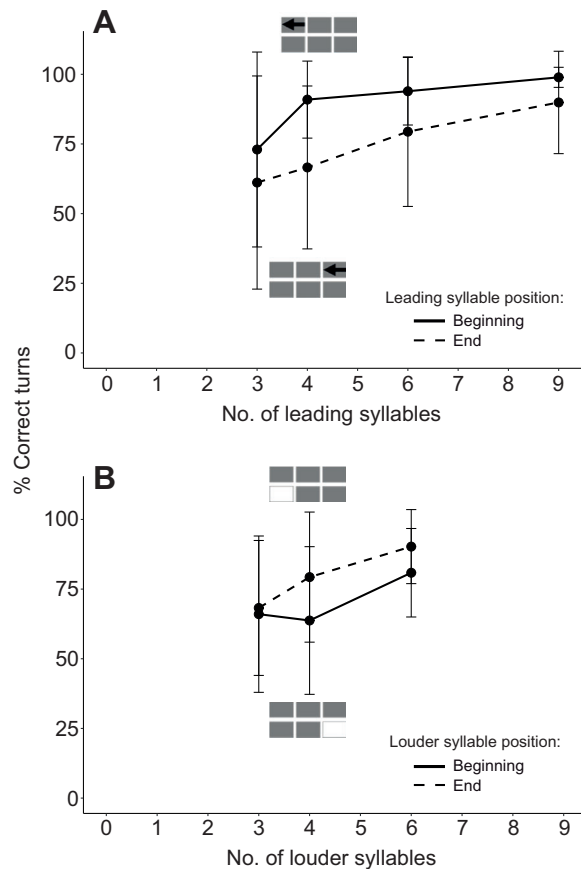 A
100
75
50
25
0
Leading syllable position:
Beginning
End
0 1 2 3 4 5 6 7 8 9
No. of leading syllables
% Correct turns
B
100
75
50
25
0
Louder syllable position:
Beginning
End
0 1 2 3 4 5 6 7 8 9
No. of louder syllables